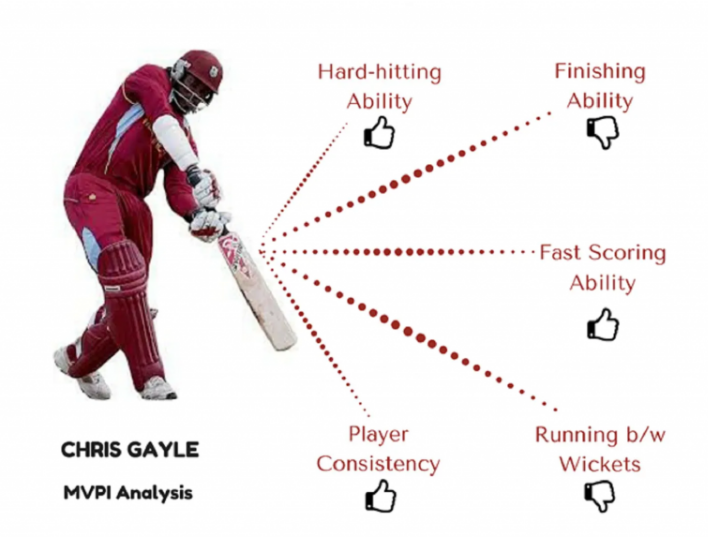 Hard-hitting
Ability
Finishing
Ability
Fast Scoring
Ability
Player
Consistency
Running b/w
Wickets
CHRIS GAYLE
MVPI Analysis